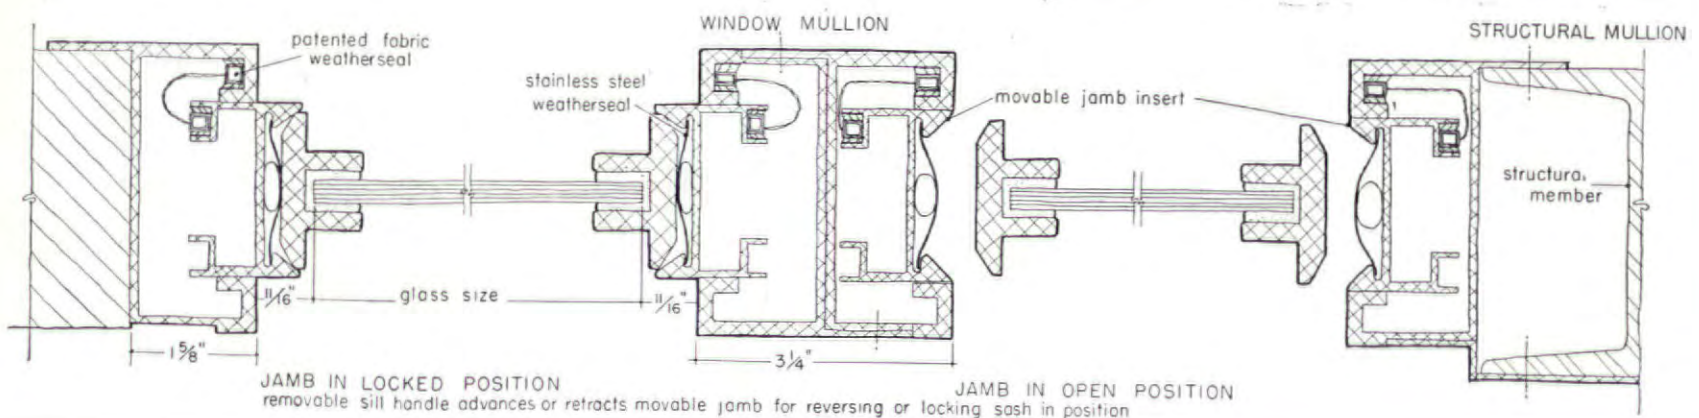 WINDOW MULLION
STRUCTURAL MULLION
patented fabric
weatherseal
stainless steel
weatherseal
movable jamb insert
structural
member
11/16"
glass size
11/16"
1 5/8"
3 1/4"
JAMB IN LOCKED POSITION
JAMB IN OPEN POSITION
removable sill handle advances or retracts movable jamb for reversing or locking sash in position